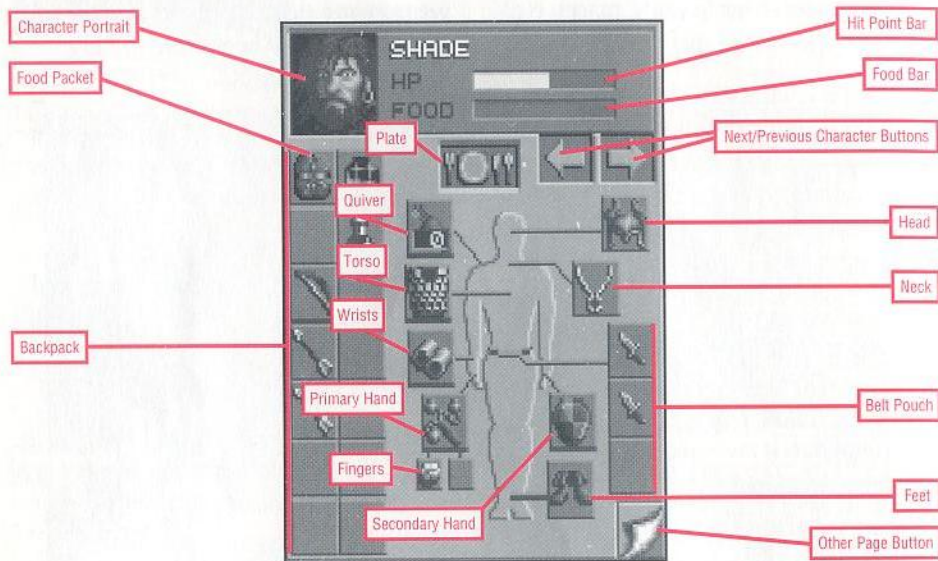 Character Portrait
SHADE
Hit Point Bar
HP
Food Packet
FOOD
Food Bar
Plate
Next/Previous Character Buttons
Quiver
0
Head
Torso
Neck
Wrists
Backpack
Primary Hand
Belt Pouch
Fingers
Feet
Secondary Hand
Other Page Button